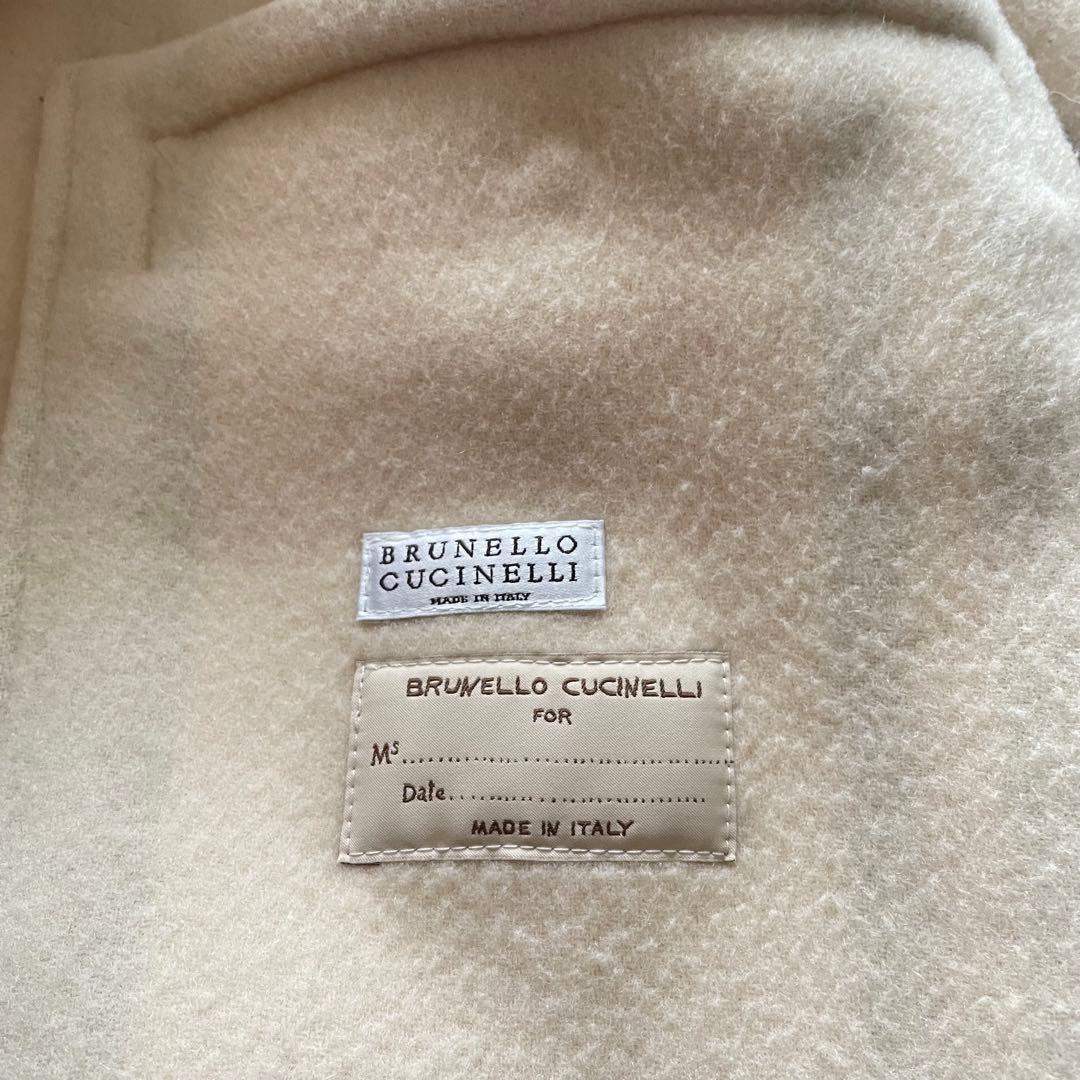 BRUNELLO
CUCINELLI
MADE IN ITALY
BRUNELLO CUCINELLI
FOR
Ms.............................................
Date...................................
MADE IN ITALY